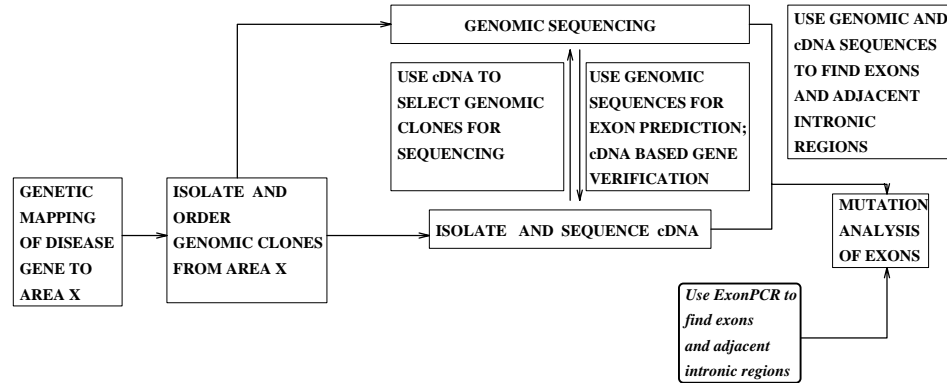 GENETIC
MAPPING
OF DISEASE
GENE TO
AREA X
ISOLATE AND
ORDER
GENOMIC CLONES
FROM AREA X
GENOMIC SEQUENCING
USE cDNA TO
SELECT GENOMIC
CLONES FOR
SEQUENCING
USE GENOMIC
SEQUENCES FOR
EXON PREDICTION;
cDNA BASED GENE
VERIFICATION
ISOLATE AND SEQUENCE cDNA
USE GENOMIC AND
cDNA SEQUENCES
TO FIND EXONS
AND ADJACENT
INTRONIC
REGIONS
MUTATION
ANALYSIS
OF EXONS
Use ExonPCR to
find exons
and adjacent
intronic regions